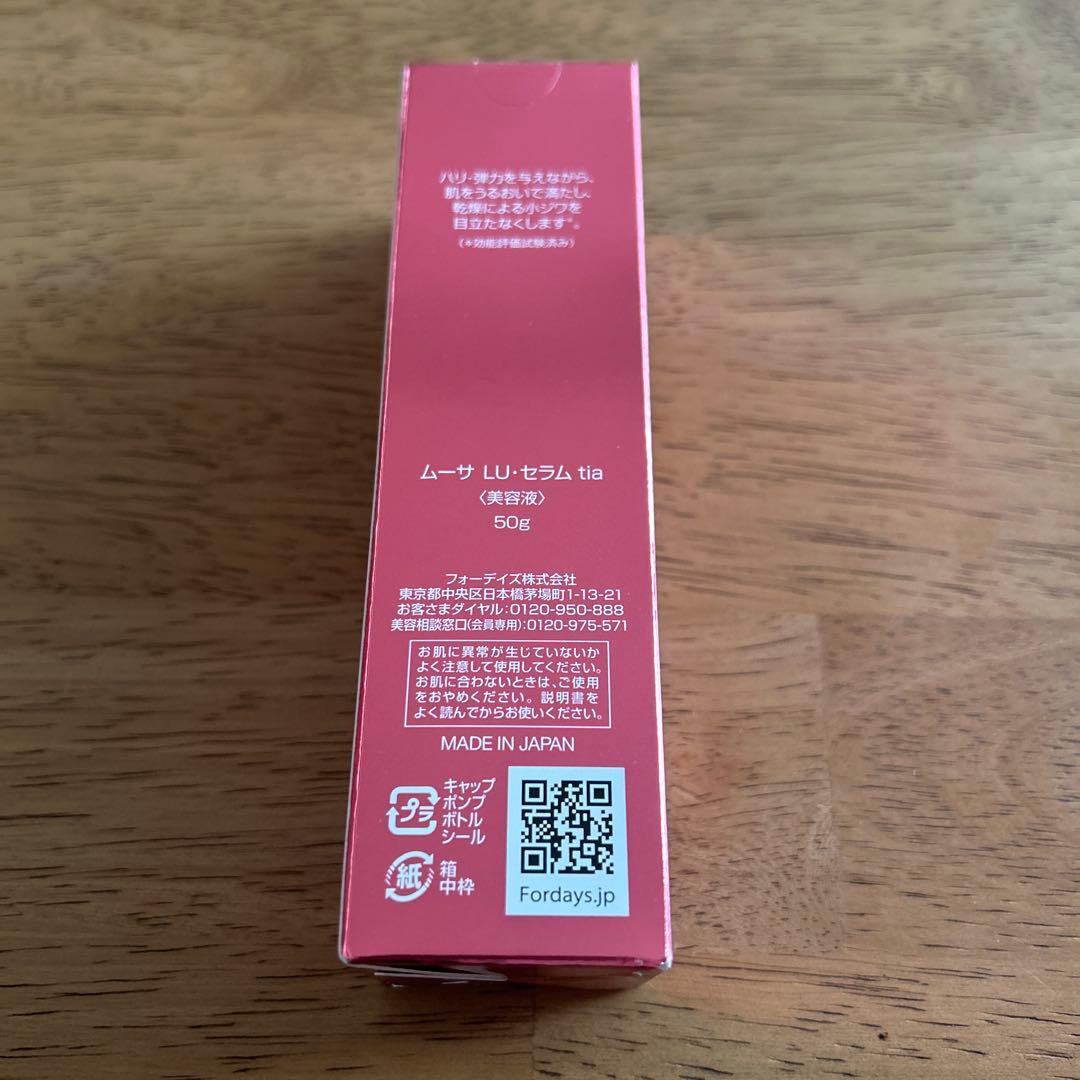 ハリ・弾力を与えながら、
肌をうるおいで満たし、
乾燥による小ジワを
目立たなくします*。
(*効能評価試験済み)
ムーサ LU・セラム tia
〈美容液〉
50g
フォーデイズ株式会社
東京都中央区日本橋茅場町1-13-21
お客さまダイヤル:0120-950-888
美容相談窓口(会員専用):0120-975-571
お肌に異常が生じていないか
よく注意して使用してください。
お肌に合わないときは、ご使用
をおやめください。説明書を
よく読んでからお使いください。
MADE IN JAPAN
プラ
キャップ
ポンプ
ボトル
シール
紙
箱
中枠
Fordays.jp